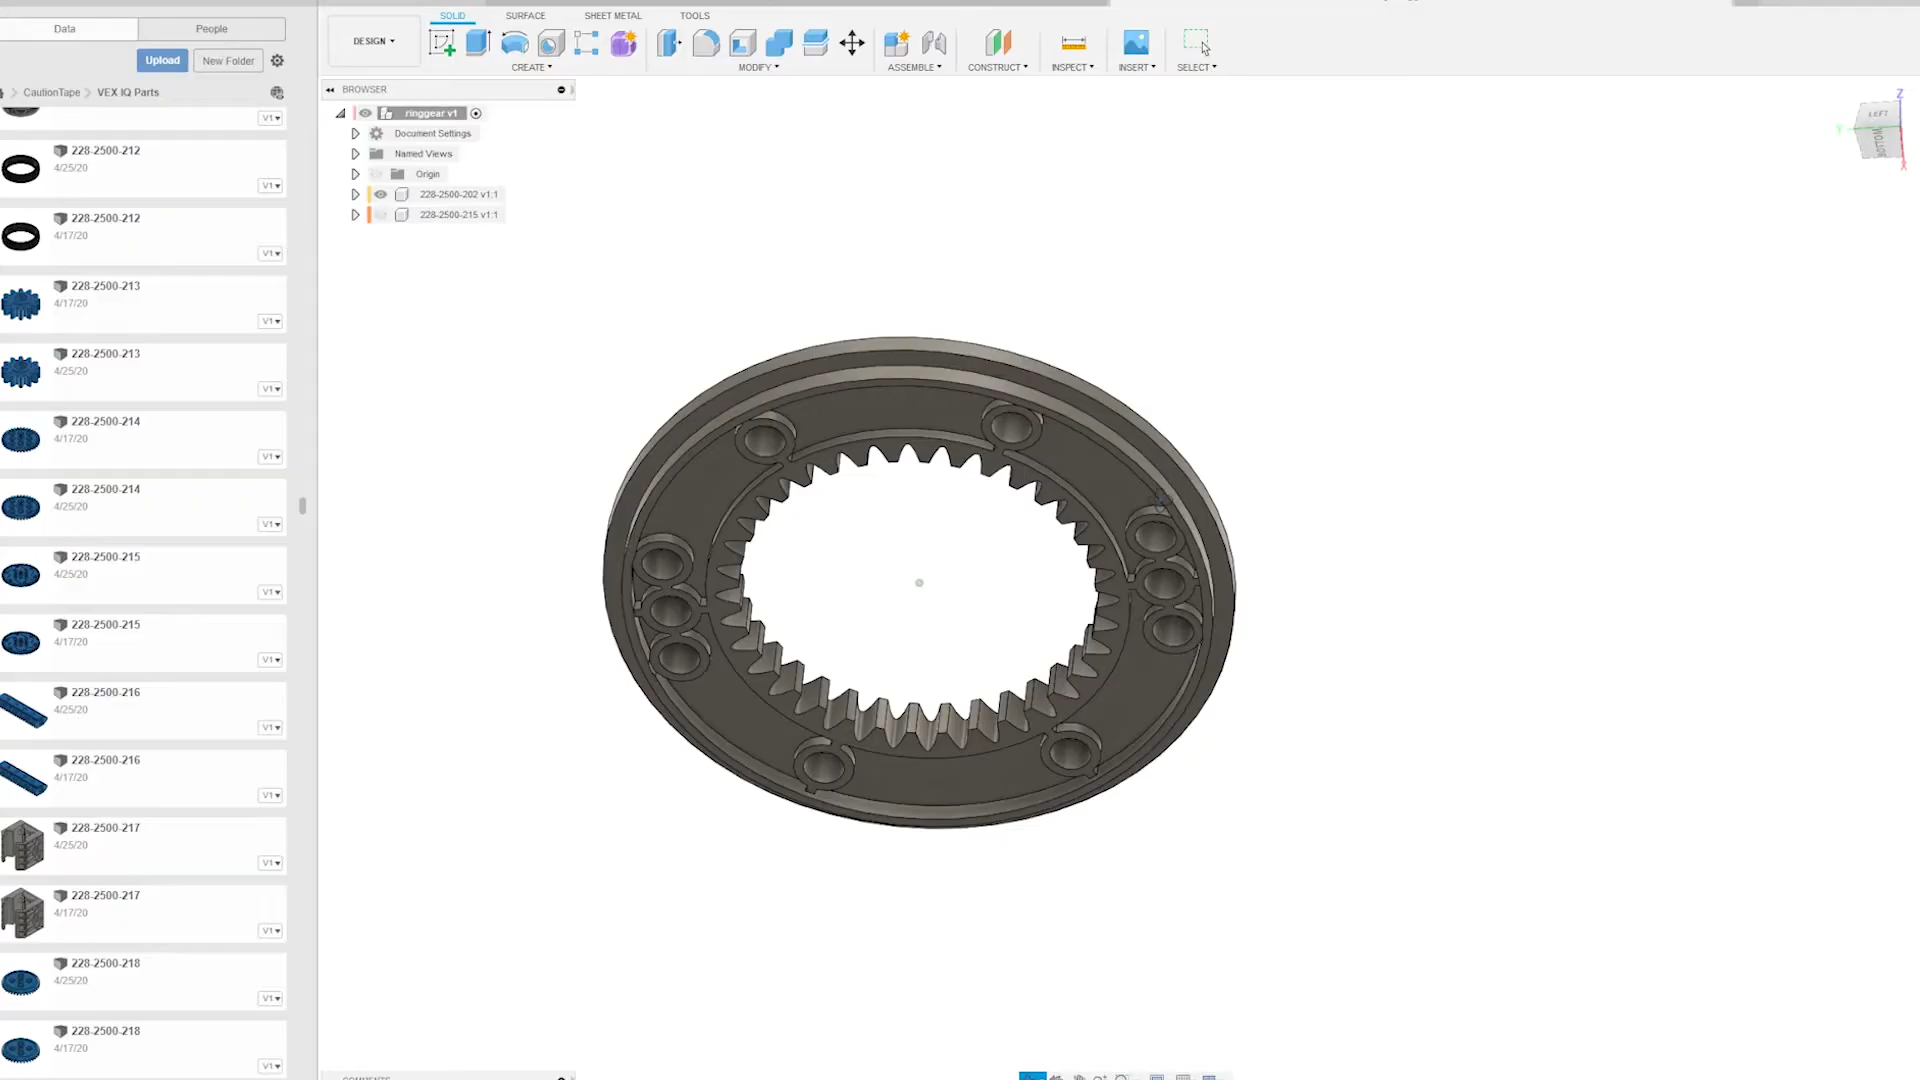 Data
People
Upload
New Folder
CautionTape
VEX IQ Parts
V1
228-2500-212
4/25/20
V1
228-2500-212
4/17/20
V1
228-2500-213
4/17/20
V1
228-2500-213
4/25/20
V1
228-2500-214
4/17/20
V1
228-2500-214
4/25/20
V1
228-2500-215
4/25/20
V1
228-2500-215
4/17/20
V1
228-2500-216
4/25/20
V1
228-2500-216
4/17/20
V1
228-2500-217
4/25/20
V1
228-2500-217
4/17/20
V1
228-2500-218
4/25/20
V1
228-2500-218
4/17/20
V1
DESIGN
SOLID
SURFACE
SHEET METAL
TOOLS
CREATE
MODIFY
ASSEMBLE
CONSTRUCT
INSPECT
INSERT
SELECT
BROWSER
ringgear v1
Document Settings
Named Views
Origin
228-2500-202 v1:1
228-2500-215 v1:1
Z
LEFT
BOTTOM
Y
X
COMMENTS